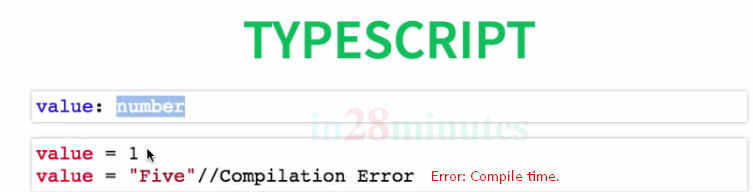 TYPESCRIPT
value: number
in28minutes
value = 1
value = "Five"//Compilation Error Error: Compile time.